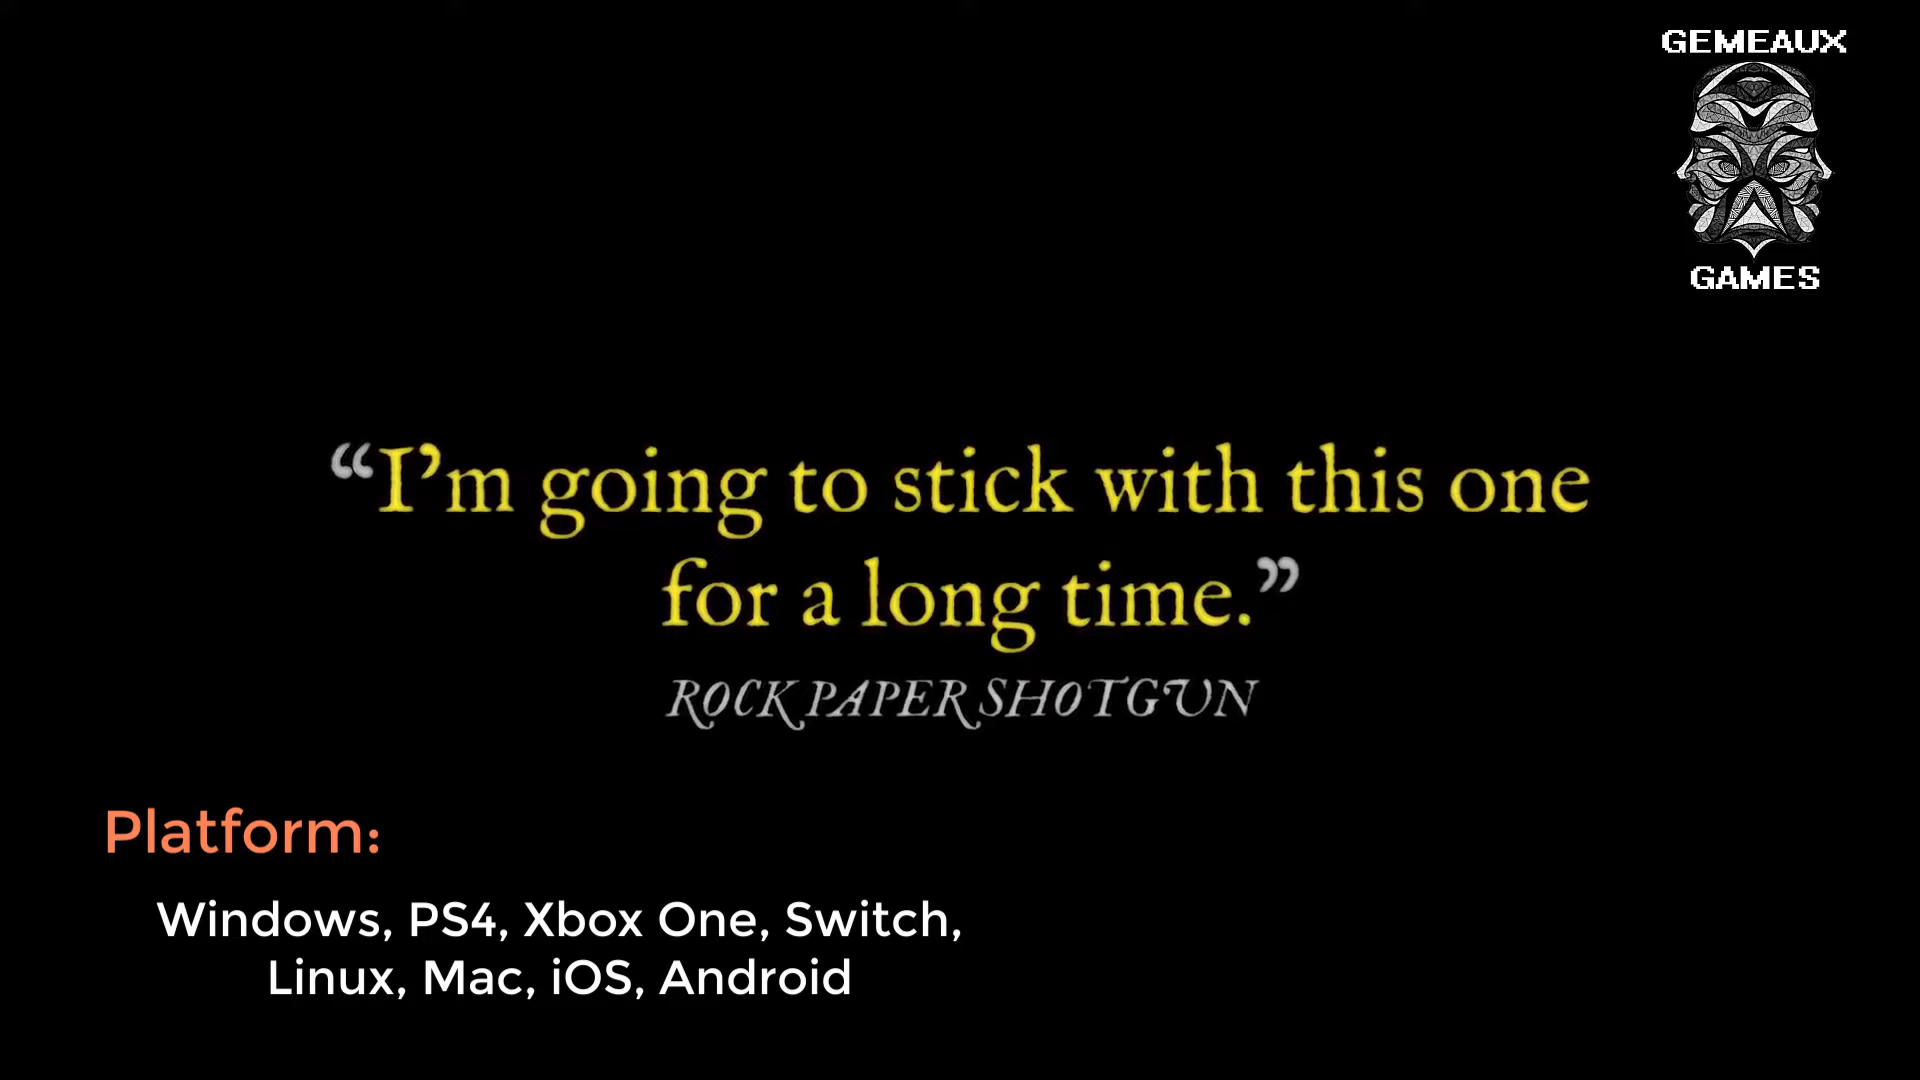 GEMEAUX
GAMES
“I’m going to stick with this one
for a long time.”
ROCK PAPER SHOTGUN
Platform:
Windows, PS4, Xbox One, Switch,
Linux, Mac, iOS, Android